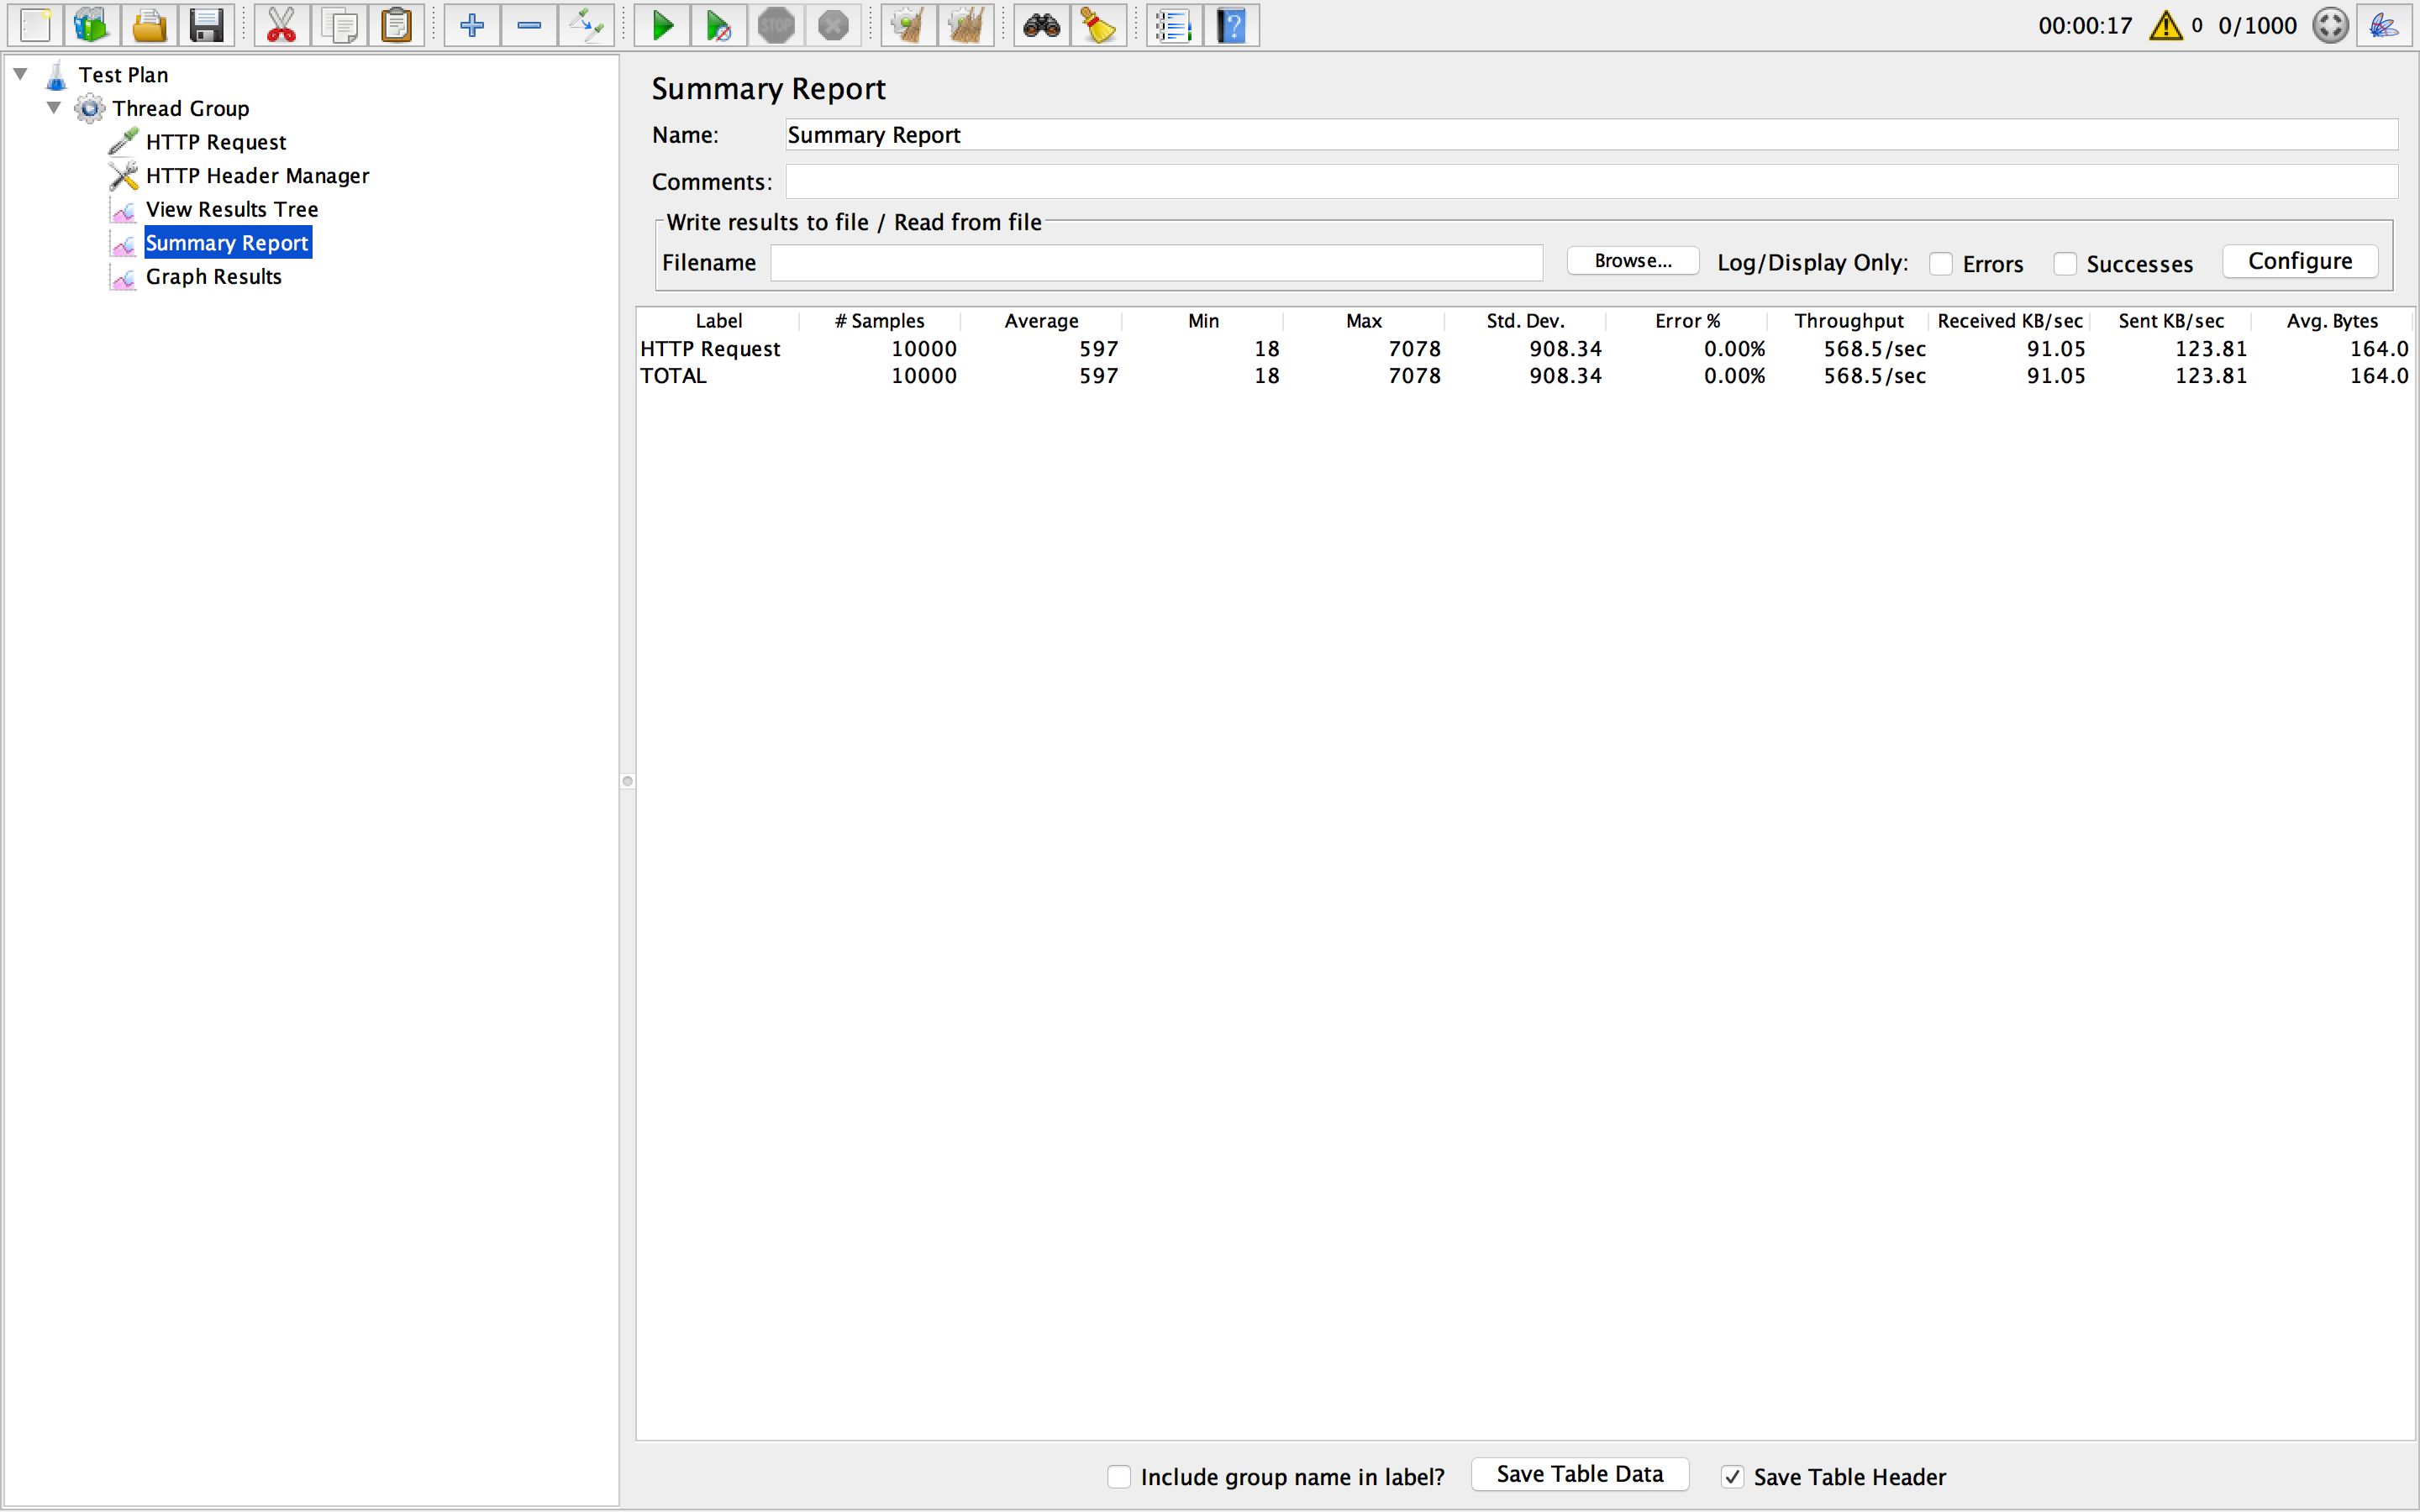 STOP
00:00:17
0
0/1000
Test Plan
Thread Group
HTTP Request
HTTP Header Manager
View Results Tree
Summary Report
Graph Results
Summary Report
Name: Summary Report
Comments:
Write results to file / Read from file
Filename Browse... Log/Display Only: Errors Successes Configure
Label # Samples Average Min Max Std. Dev. Error % Throughput Received KB/sec Sent KB/sec Avg. Bytes
HTTP Request 10000 597 18 7078 908.34 0.00% 568.5/sec 91.05 123.81 164.0
TOTAL 10000 597 18 7078 908.34 0.00% 568.5/sec 91.05 123.81 164.0
Include group name in label? Save Table Data Save Table Header